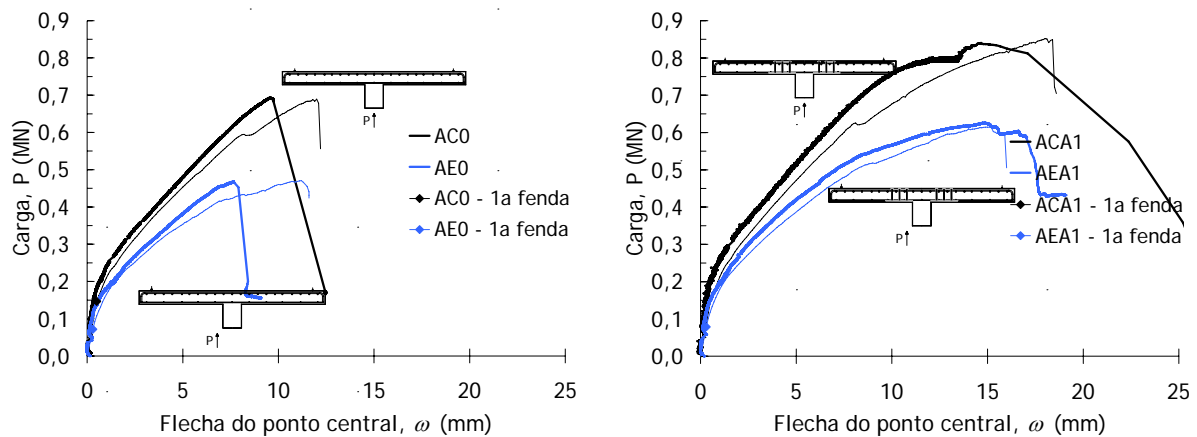 0,9
0,8
0,7
0,6
0,5
0,4
0,3
0,2
0,1
0,0
Carga, P (MN)
0
5
10
15
20
25
Flecha do ponto central, ω (mm)
P↑
P↑
AC0
AE0
AC0 - 1a fenda
AE0 - 1a fenda
0,9
0,8
0,7
0,6
0,5
0,4
0,3
0,2
0,1
0,0
Carga, P (MN)
0
5
10
15
20
25
Flecha do ponto central, ω (mm)
P↑
P↑
ACA1
AEA1
ACA1 - 1a fenda
AEA1 - 1a fenda